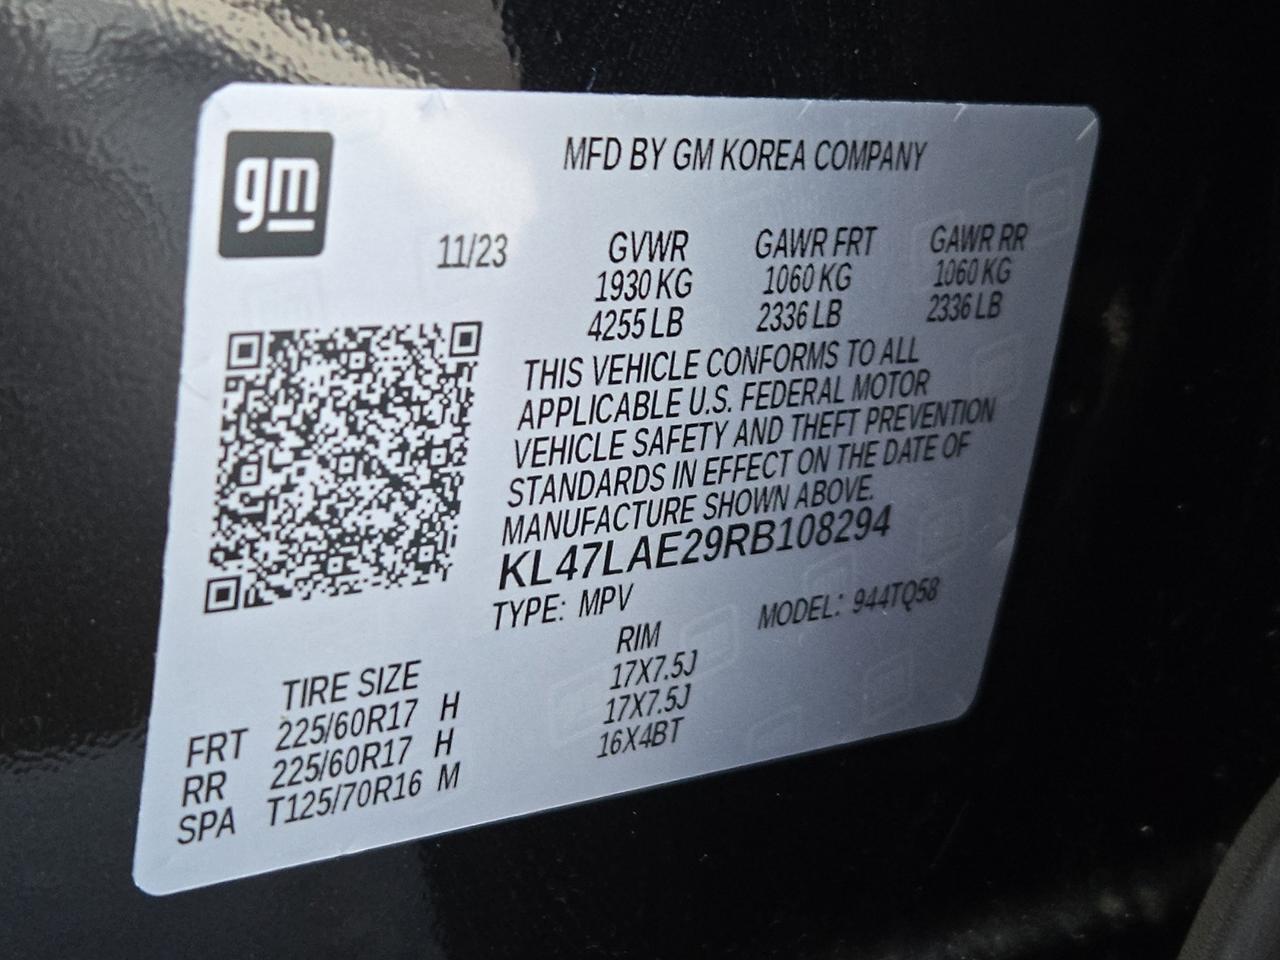 gm
MFD BY GM KOREA COMPANY
11/23 GVWR GAWR FRT GAWR RR
1930 KG 1060 KG 1060 KG
4255 LB 2336 LB 2336 LB
THIS VEHICLE CONFORMS TO ALL
APPLICABLE U.S. FEDERAL MOTOR
VEHICLE SAFETY AND THEFT PREVENTION
STANDARDS IN EFFECT ON THE DATE OF
MANUFACTURE SHOWN ABOVE.
KL47LAE29RB108294
TYPE: MPV MODEL: 944TQ58
TIRE SIZE RIM
FRT 225/60R17 H 17X7.5J
RR 225/60R17 H 17X7.5J
SPA T125/70R16 M 16X4BT